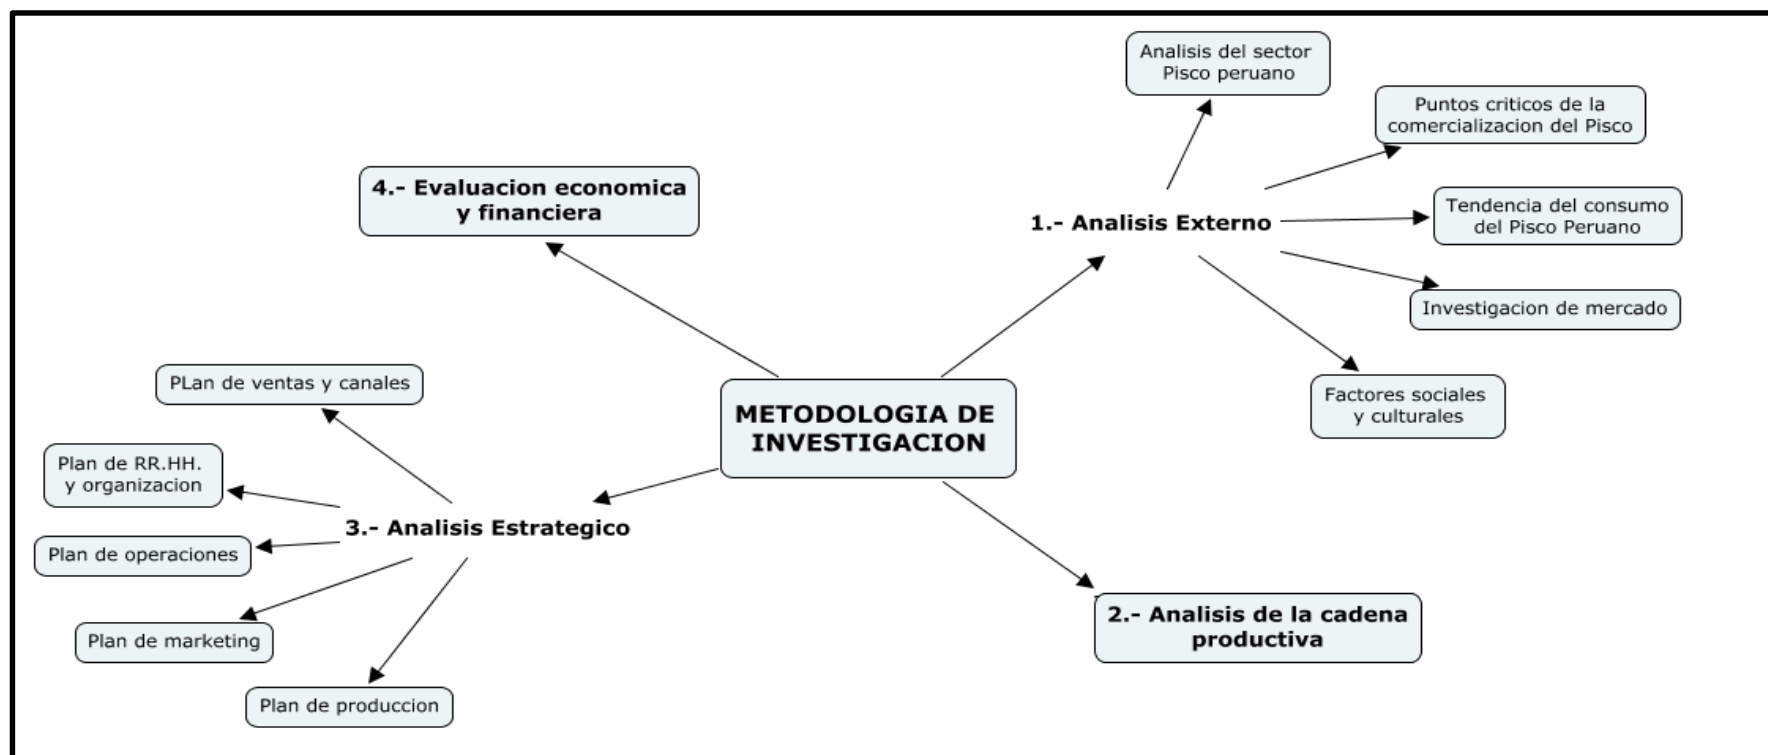 Analisis del sector
Pisco peruano
Puntos criticos de la
comercializacion del Pisco
4.- Evaluacion economica
y financiera
Tendencia del consumo
del Pisco Peruano
1.- Analisis Externo
Investigacion de mercado
PLan de ventas y canales
METODOLOGIA DE
INVESTIGACION
Factores sociales
y culturales
Plan de RR.HH.
y organizacion
3.- Analisis Estrategico
Plan de operaciones
2.- Analisis de la cadena
productiva
Plan de marketing
Plan de produccion